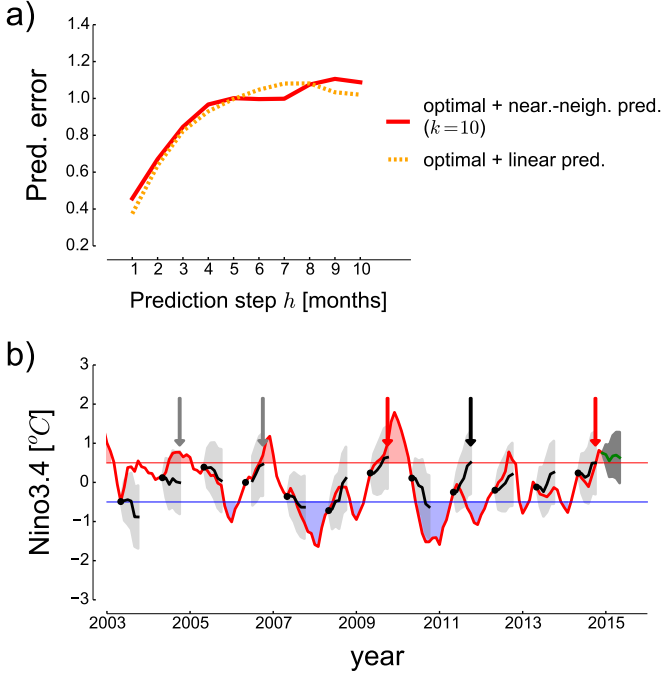 a)
1.4
1.2
1.0
0.8
0.6
0.4
0.2
Pred. error
1 2 3 4 5 6 7 8 9 10
Prediction step h [months]
optimal + near.-neigh. pred.
(k=10)
optimal + linear pred.
b)
3
2
1
0
−1
−2
−3
Nino3.4 [°C]
2003 2005 2007 2009 2011 2013 2015
year